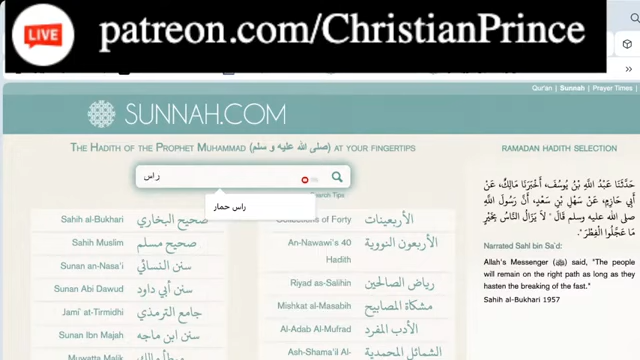 LIVE
patreon.com/ChristianPrince
Qur'an | Sunnah | Prayer Times |
SUNNAH.COM
THE HADITH OF THE PROPHET MUHAMMAD (صلى الله عليه و سلم) AT YOUR FINGERTIPS
راس
Search Tips
راس حمار
Sahih al-Bukhari صحيح البخاري
Sahih Muslim صحيح مسلم
Sunan an-Nasa'i سنن النسائي
Sunan Abi Dawud سنن أبي داود
Jami` at-Tirmidhi جامع الترمذي
Sunan Ibn Majah سنن ابن ماجه
Muwatta Malik موطأ مالك
Collections of Forty الأربعينات
An-Nawawi's 40 الأربعون النووية
Hadith
Riyad as-Salihin رياض الصالحين
Mishkat al-Masabih مشكاة المصابيح
Al-Adab Al-Mufrad الأدب المفرد
Ash-Shama'il Al- الشمائل المحمدية
RAMADAN HADITH SELECTION
حَدَّثَنَا عَبْدُ اللَّهِ بْنُ يُوسُفَ، أَخْبَرَنَا مَالِكٌ، عَنْ
أَبِي حَازِمٍ، عَنْ سَهْلِ بْنِ سَعْدٍ، أَنَّ رَسُولَ اللَّهِ
صلى الله عليه وسلم قَالَ " لاَ يَزَالُ النَّاسُ بِخَيْرٍ
مَا عَجَّلُوا الْفِطْرَ".
Narrated Sahl bin Sa`d:
Allah's Messenger (ﷺ) said, "The people
will remain on the right path as long as they
hasten the breaking of the fast."
Sahih al-Bukhari 1957